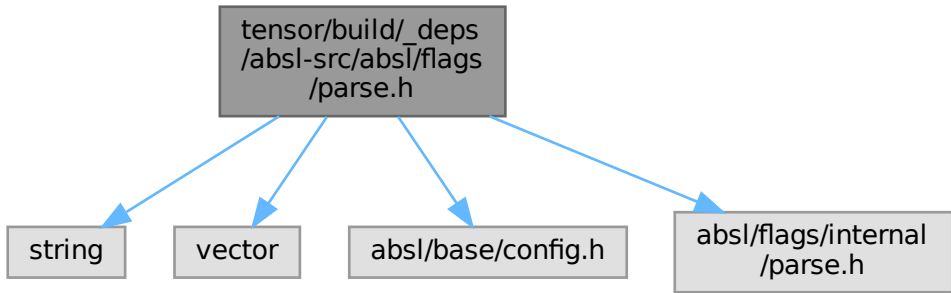 tensor/build/_deps
/absl-src/absl/flags
/parse.h
string
vector
absl/base/config.h
absl/flags/internal
/parse.h